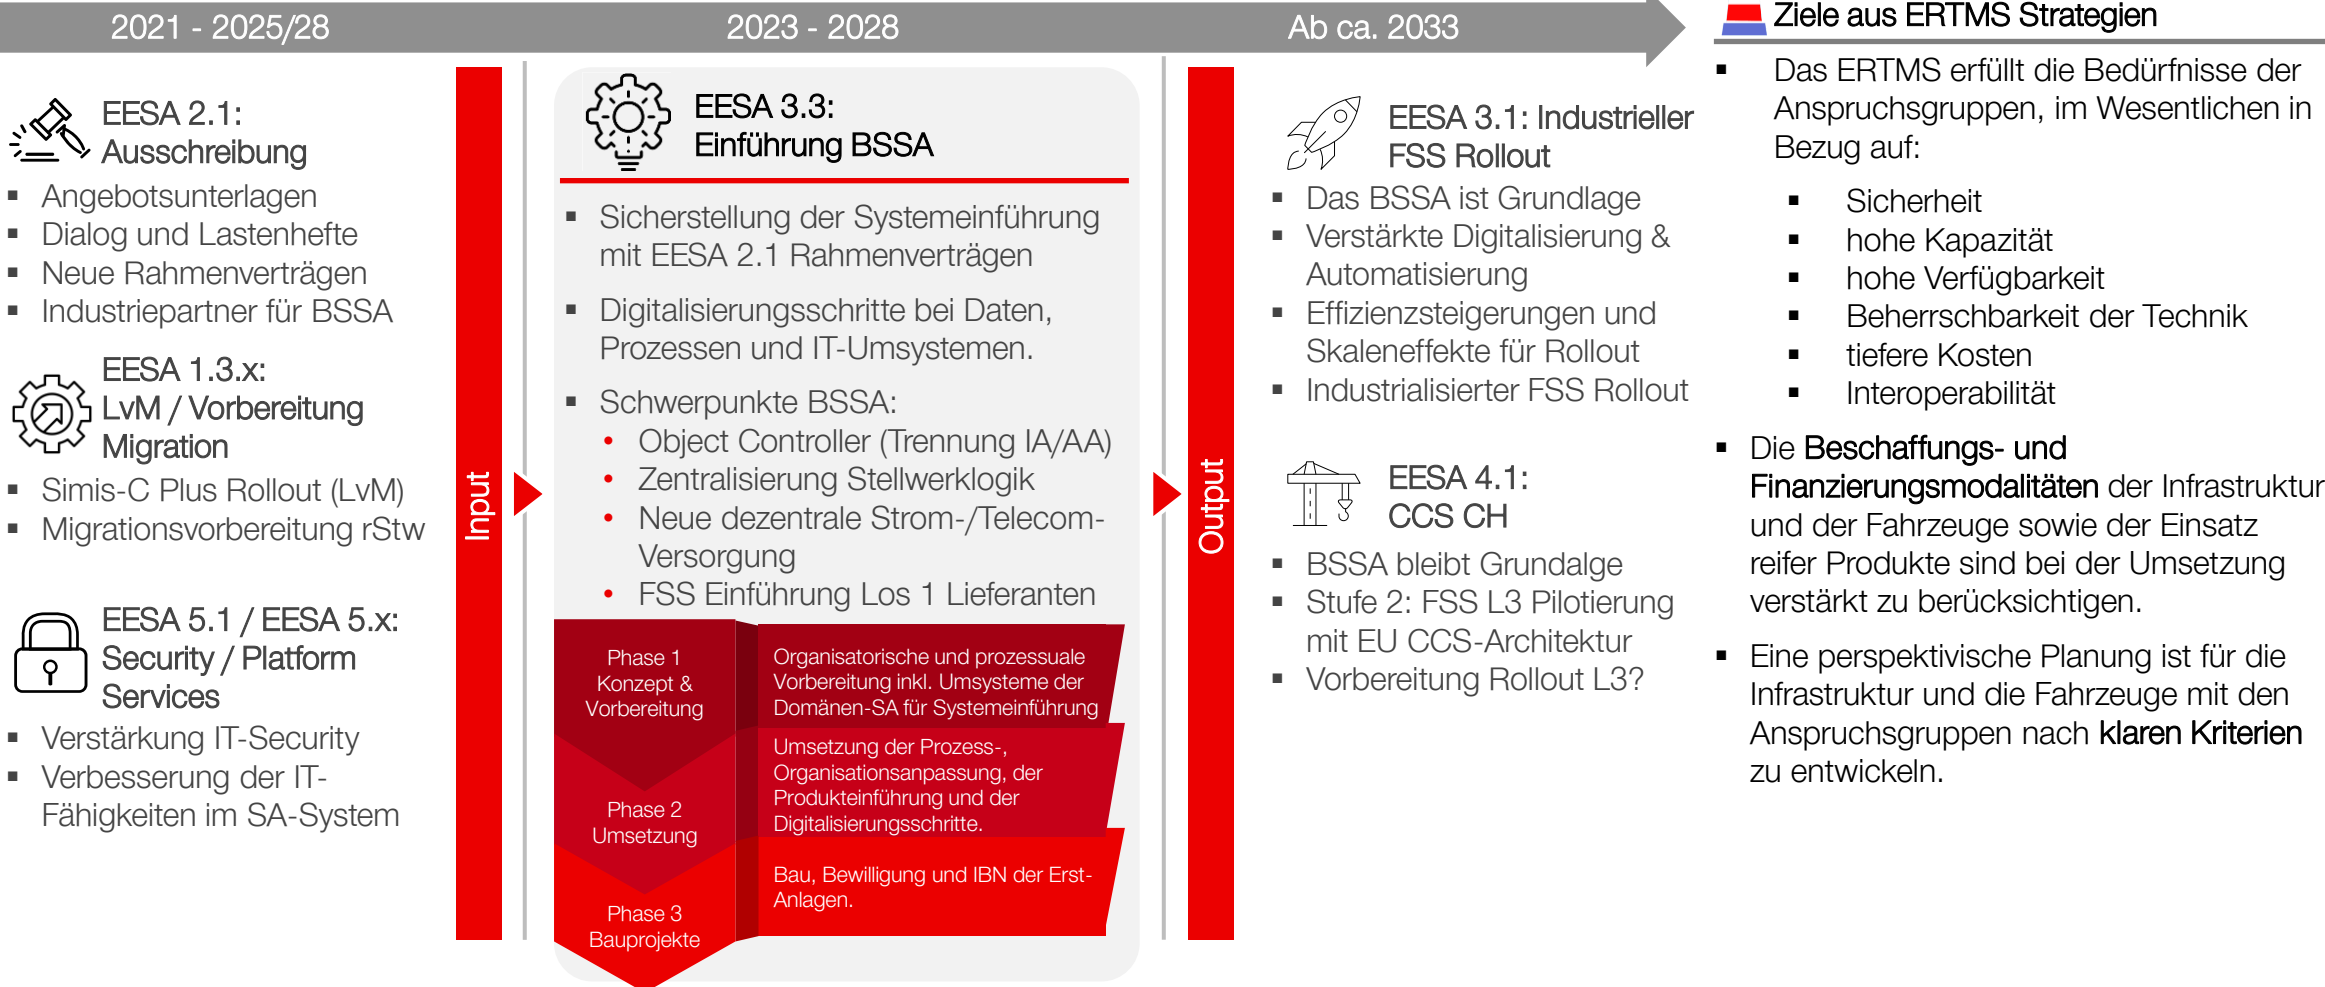 2021 - 2025/28
2023 - 2028
Ab ca. 2033
EESA 2.1:
Ausschreibung
Angebotsunterlagen
Dialog und Lastenhefte
Neue Rahmenverträgen
Industriepartner für BSSA
EESA 1.3.x:
LvM / Vorbereitung
Migration
Simis-C Plus Rollout (LvM)
Migrationsvorbereitung rStw
EESA 5.1 / EESA 5.x:
Security / Platform
Services
Verstärkung IT-Security
Verbesserung der IT-
Fähigkeiten im SA-System
Input
EESA 3.3:
Einführung BSSA
Sicherstellung der Systemeinführung
mit EESA 2.1 Rahmenverträgen
Digitalisierungsschritte bei Daten,
Prozessen und IT-Umsystemen.
Schwerpunkte BSSA:
Object Controller (Trennung IA/AA)
Zentralisierung Stellwerklogik
Neue dezentrale Strom-/Telecom-
Versorgung
FSS Einführung Los 1 Lieferanten
Phase 1
Konzept &
Vorbereitung
Organisatorische und prozessuale
Vorbereitung inkl. Umsysteme der
Domänen-SA für Systemeinführung
Phase 2
Umsetzung
Umsetzung der Prozess-,
Organisationsanpassung, der
Produkteinführung und der
Digitalisierungsschritte.
Phase 3
Bauprojekte
Bau, Bewilligung und IBN der Erst-
Anlagen.
Output
EESA 3.1: Industrieller
FSS Rollout
Das BSSA ist Grundlage
Verstärkte Digitalisierung &
Automatisierung
Effizienzsteigerungen und
Skaleneffekte für Rollout
Industrialisierter FSS Rollout
EESA 4.1:
CCS CH
BSSA bleibt Grundalge
Stufe 2: FSS L3 Pilotierung
mit EU CCS-Architektur
Vorbereitung Rollout L3?
Ziele aus ERTMS Strategien
Das ERTMS erfüllt die Bedürfnisse der
Anspruchsgruppen, im Wesentlichen in
Bezug auf:
Sicherheit
hohe Kapazität
hohe Verfügbarkeit
Beherrschbarkeit der Technik
tiefere Kosten
Interoperabilität
Die Beschaffungs- und
Finanzierungsmodalitäten der Infrastruktur
und der Fahrzeuge sowie der Einsatz
reifer Produkte sind bei der Umsetzung
verstärkt zu berücksichtigen.
Eine perspektivische Planung ist für die
Infrastruktur und die Fahrzeuge mit den
Anspruchsgruppen nach klaren Kriterien
zu entwickeln.